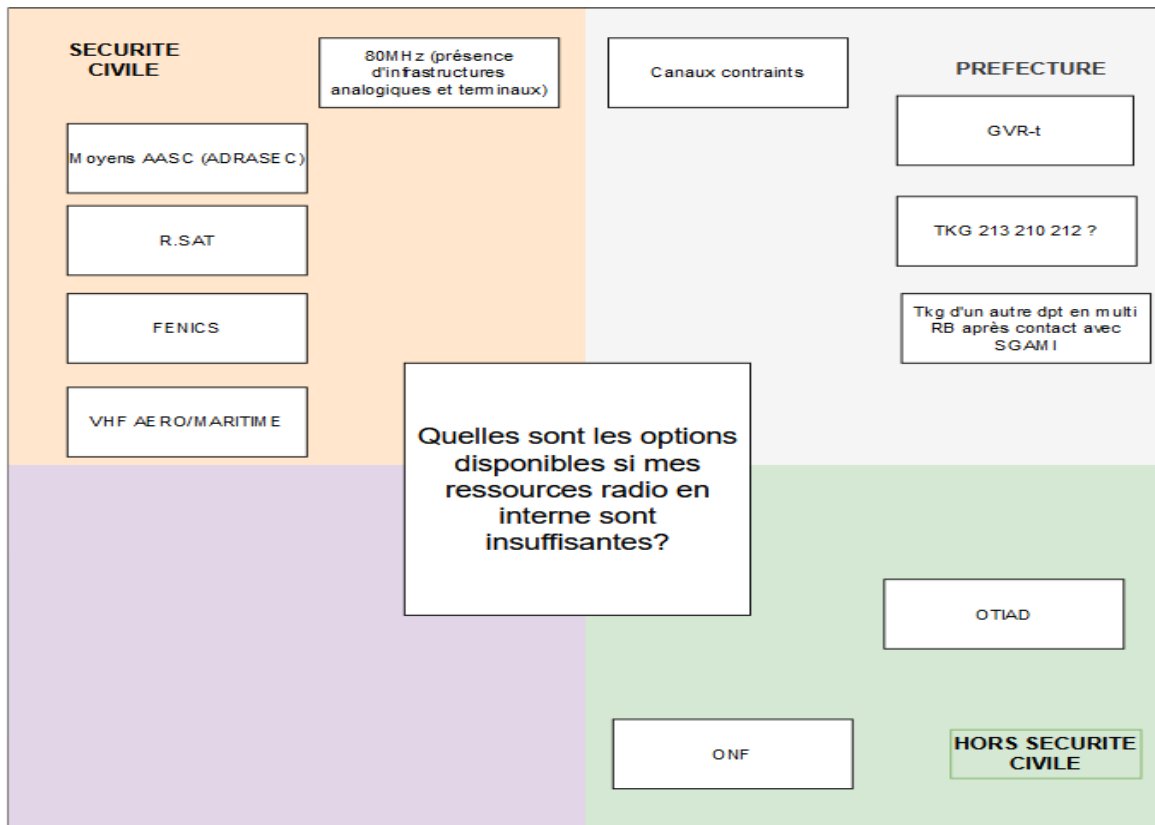 SECURITE
CIVILE
80MHz (présence
d'infrastructures
analogiques et terminaux)
Moyens AASC (ADRASEC)
R.SAT
FENICS
VHF AERO/MARITIME
Canaux contraints
PREFECTURE
GVR-t
TKG 213 210 212 ?
Tkg d'un autre dpt en multi
RB après contact avec
SGAMI
Quelles sont les options
disponibles si mes
ressources radio en
interne sont
insuffisantes?
OTIAD
ONF
HORS SECURITE
CIVILE